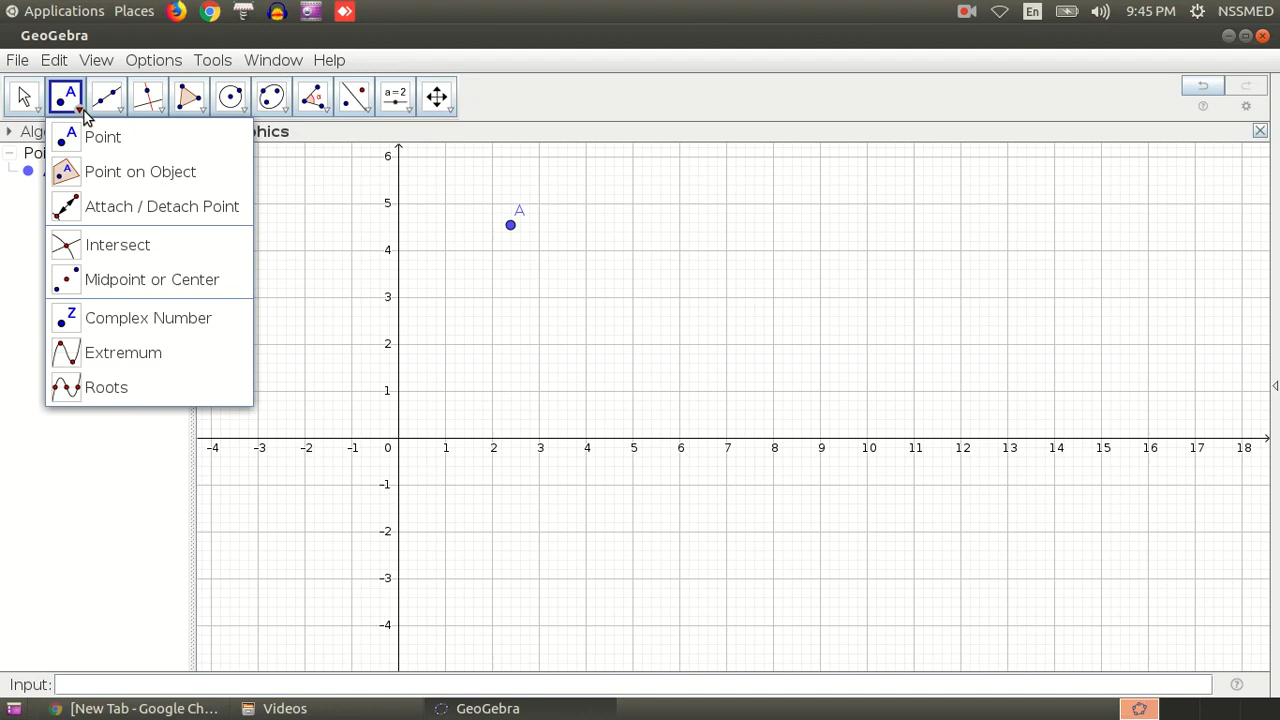 Applications Places En 9:45 PM NSSMED
GeoGebra
File Edit View Options Tools Window Help
A a=2
phics
Point
Point on Object
Attach / Detach Point
Intersect
Midpoint or Center
Complex Number
Extremum
Roots
A
6
5
4
3
2
1
-4 -3 -2 -1 0 1 2 3 4 5 6 7 8 9 10 11 12 13 14 15 16 17 18
-1
-2
-3
-4
Input:
[New Tab - Google Ch... Videos GeoGebra